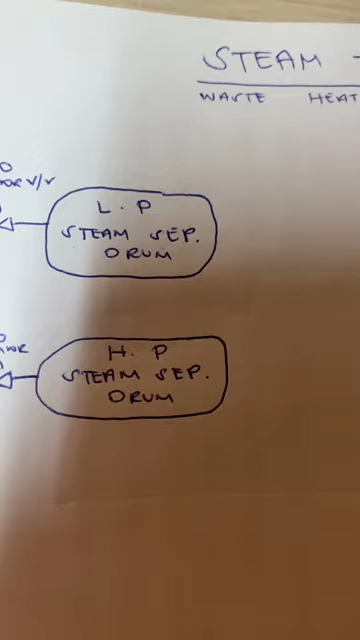 STEAM -
WASTE HEAT
L.P
STEAM SEP.
DRUM
H.P
STEAM SEP.
DRUM